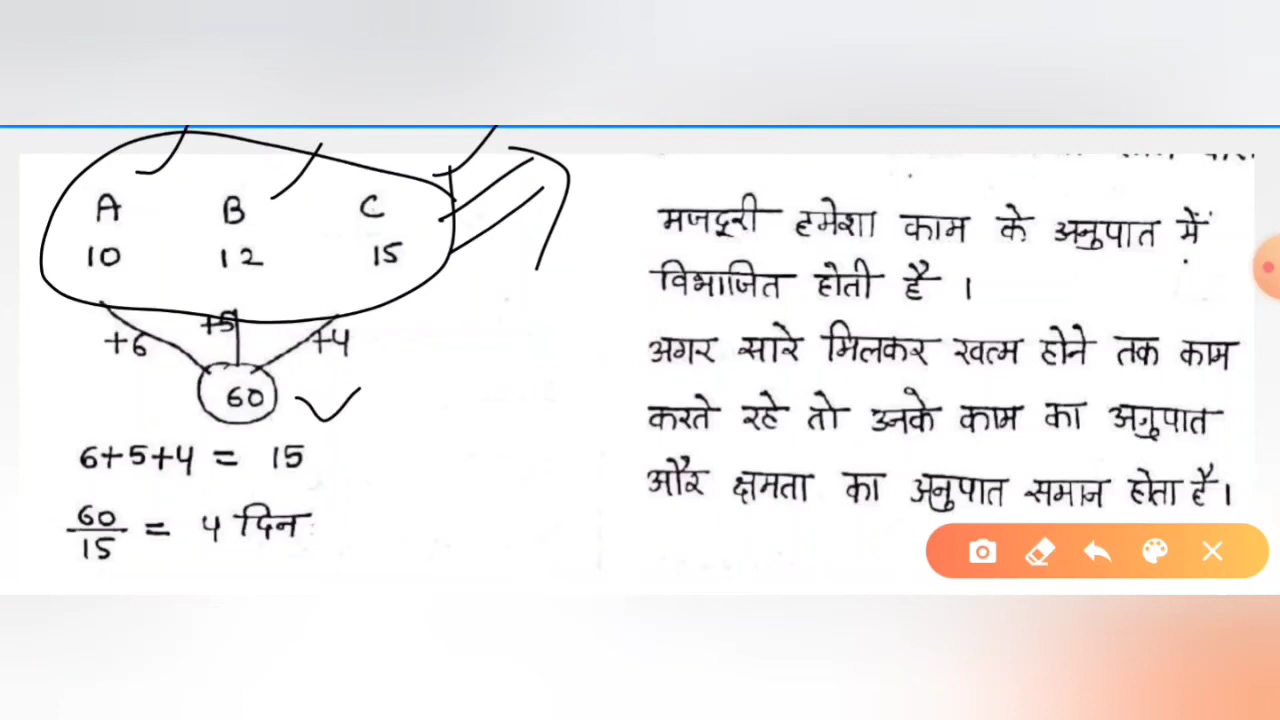 A B C
10 12 15
+6 +5 +4
60
6+5+4 = 15
60/15 = 4 दिन
मजदूरी हमेशा काम के अनुपात में
विभाजित होती है ।
अगर सारे मिलकर खत्म होने तक काम
करते रहे तो उनके काम का अनुपात
और क्षमता का अनुपात समान होता है।